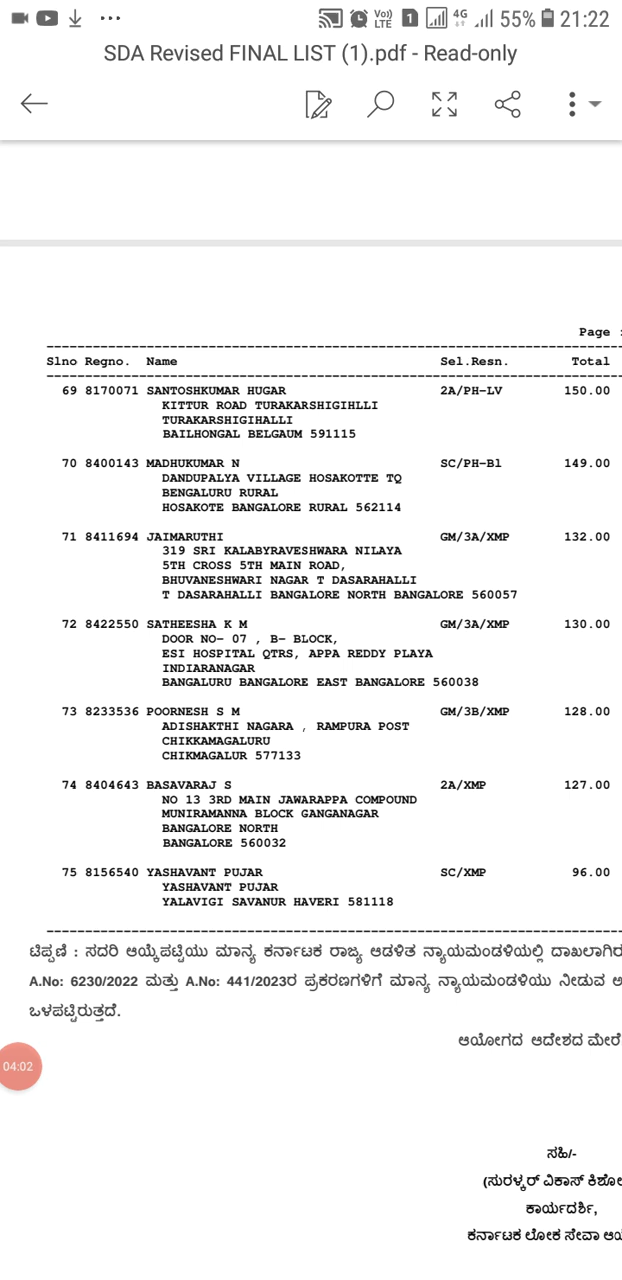 Vo)) LTE 1 4G 55% 21:22
SDA Revised FINAL LIST (1).pdf - Read-only
Page :
Slno Regno. Name Sel.Resn. Total
69 8170071 SANTOSHKUMAR HUGAR 2A/PH-LV 150.00
KITTUR ROAD TURAKARSHIGIHLLI
TURAKARSHIGIHALLI
BAILHONGAL BELGAUM 591115
70 8400143 MADHUKUMAR N SC/PH-Bl 149.00
DANDUPALYA VILLAGE HOSAKOTTE TQ
BENGALURU RURAL
HOSAKOTE BANGALORE RURAL 562114
71 8411694 JAIMARUTHI GM/3A/XMP 132.00
319 SRI KALABYRAVESHWARA NILAYA
5TH CROSS 5TH MAIN ROAD,
BHUVANESHWARI NAGAR T DASARAHALLI
T DASARAHALLI BANGALORE NORTH BANGALORE 560057
72 8422550 SATHEESHA K M GM/3A/XMP 130.00
DOOR NO- 07 , B- BLOCK,
ESI HOSPITAL QTRS, APPA REDDY PLAYA
INDIARANAGAR
BANGALURU BANGALORE EAST BANGALORE 560038
73 8233536 POORNESH S M GM/3B/XMP 128.00
ADISHAKTHI NAGARA , RAMPURA POST
CHIKKAMAGALURU
CHIKMAGALUR 577133
74 8404643 BASAVARAJ S 2A/XMP 127.00
NO 13 3RD MAIN JAWARAPPA COMPOUND
MUNIRAMANNA BLOCK GANGANAGAR
BANGALORE NORTH
BANGALORE 560032
75 8156540 YASHAVANT PUJAR SC/XMP 96.00
YASHAVANT PUJAR
YALAVIGI SAVANUR HAVERI 581118
ಟಿಪ್ಪಣಿ : ಸದರಿ ಆಯ್ಕೆಪಟ್ಟಿಯು ಮಾನ್ಯ ಕರ್ನಾಟಕ ರಾಜ್ಯ ಆಡಳಿತ ನ್ಯಾಯಮಂಡಳಿಯಲ್ಲಿ ದಾಖಲಾಗಿರ
A.No: 6230/2022 ಮತ್ತು A.No: 441/2023ರ ಪ್ರಕರಣಗಳಿಗೆ ಮಾನ್ಯ ನ್ಯಾಯಮಂಡಳಿಯು ನೀಡುವ ಅ
ಒಳಪಟ್ಟಿರುತ್ತದೆ.
ಆಯೋಗದ ಆದೇಶದ ಮೇರೆ
04:02
ಸಹಿ/-
(ಸುರಳ್ಕರ್ ವಿಕಾಸ್ ಕಿಶೋ
ಕಾರ್ಯದರ್ಶಿ,
ಕರ್ನಾಟಕ ಲೋಕ ಸೇವಾ ಆಯ